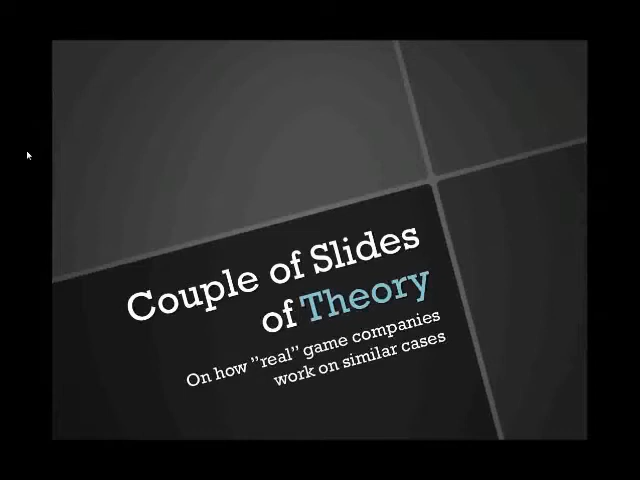 Couple of Slides
of Theory
On how ”real” game companies
work on similar cases